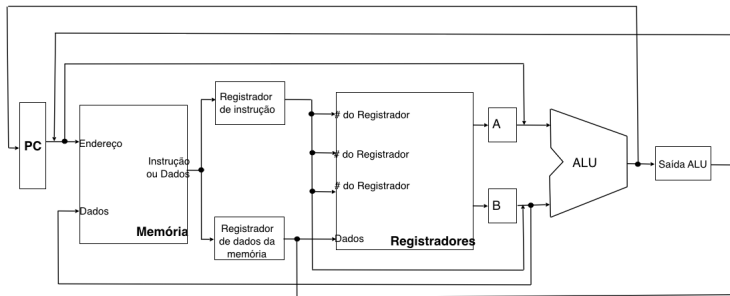 PC
Endereço
Instrução
ou Dados
Dados
Memória
Registrador
de instrução
Registrador
de dados da
memória
# do Registrador
# do Registrador
# do Registrador
Dados
Registradores
A
B
ALU
Saída ALU